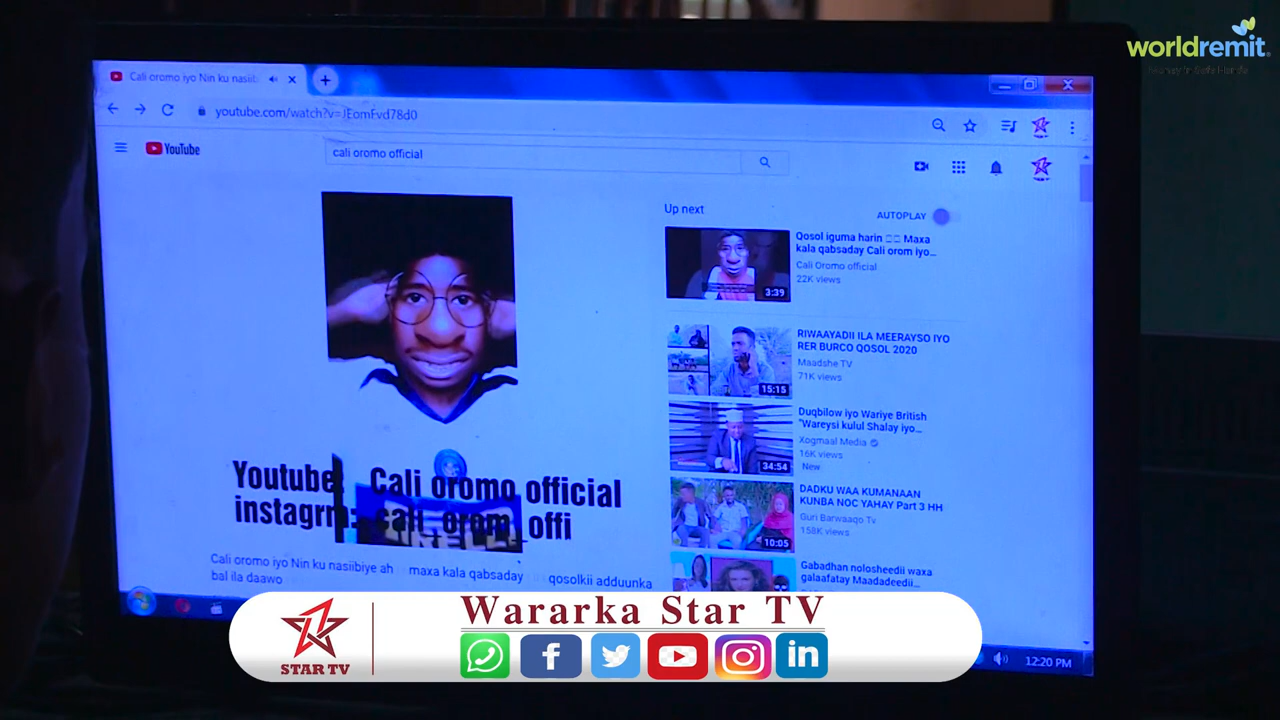 worldremit
Cali oromo iyo Nin ku nasiib
youtube.com/watch?v=JEomFvd78d0
YouTube
cali oromo official
Up next
AUTOPLAY
Qosol iguma harin □□ Maxa
kala qabsaday Cali orom iyo...
Cali Oromo official
22K views
3:39
RIWAAYADII ILA MEERAYSO IYO
RER BURCO QOSOL 2020
Maadshe TV
71K views
15:15
Duqbilow iyo Wariye British
"Wareysi kulul Shalay iyo...
Xogmaal Media
16K views
New
34:54
DADKU WAA KUMANAAN
KUNBA NOC YAHAY Part 3 HH
Guri Barwaaqo Tv
158K views
10:05
Gabadhan nolosheedii waxa
galaafatay Maadadeedii...
Youtube: Cali oromo official
instagrm: cali_orom_offi
Cali oromo iyo Nin ku nasiibiye ah maxa kala qabsaday qosolkii adduunka
bal ila daawo
Wararka Star TV
STAR TV
12:20 PM